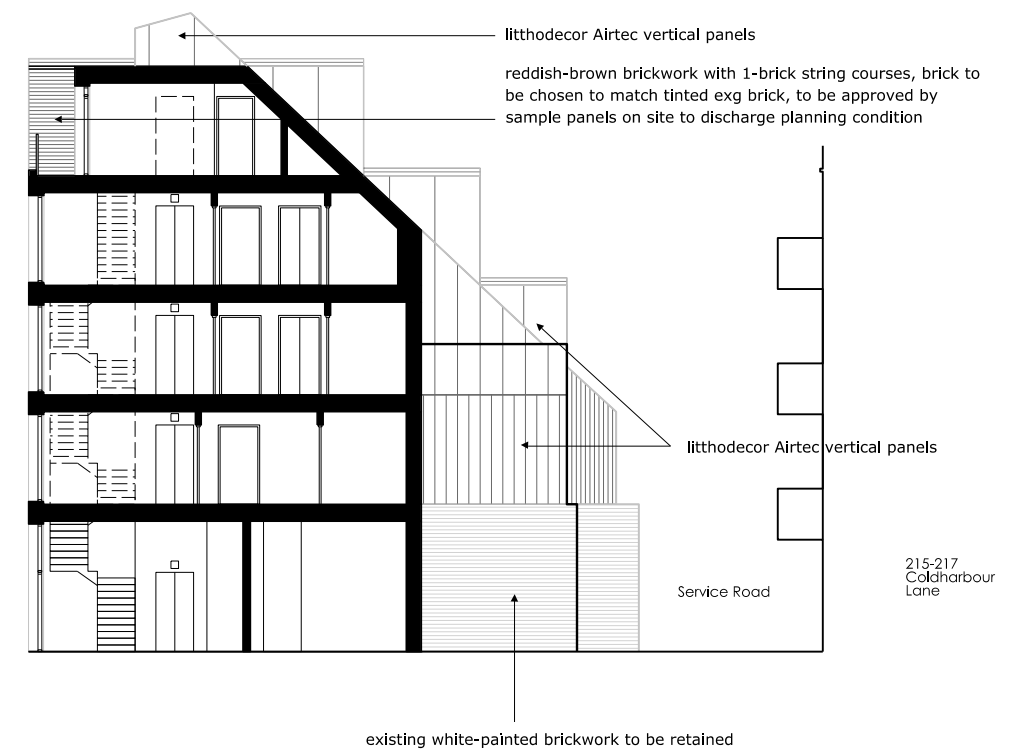 litthodecor Airtec vertical panels
reddish-brown brickwork with 1-brick string courses, brick to
be chosen to match tinted exg brick, to be approved by
sample panels on site to discharge planning condition
litthodecor Airtec vertical panels
215-217
Coldharbour
Lane
Service Road
existing white-painted brickwork to be retained